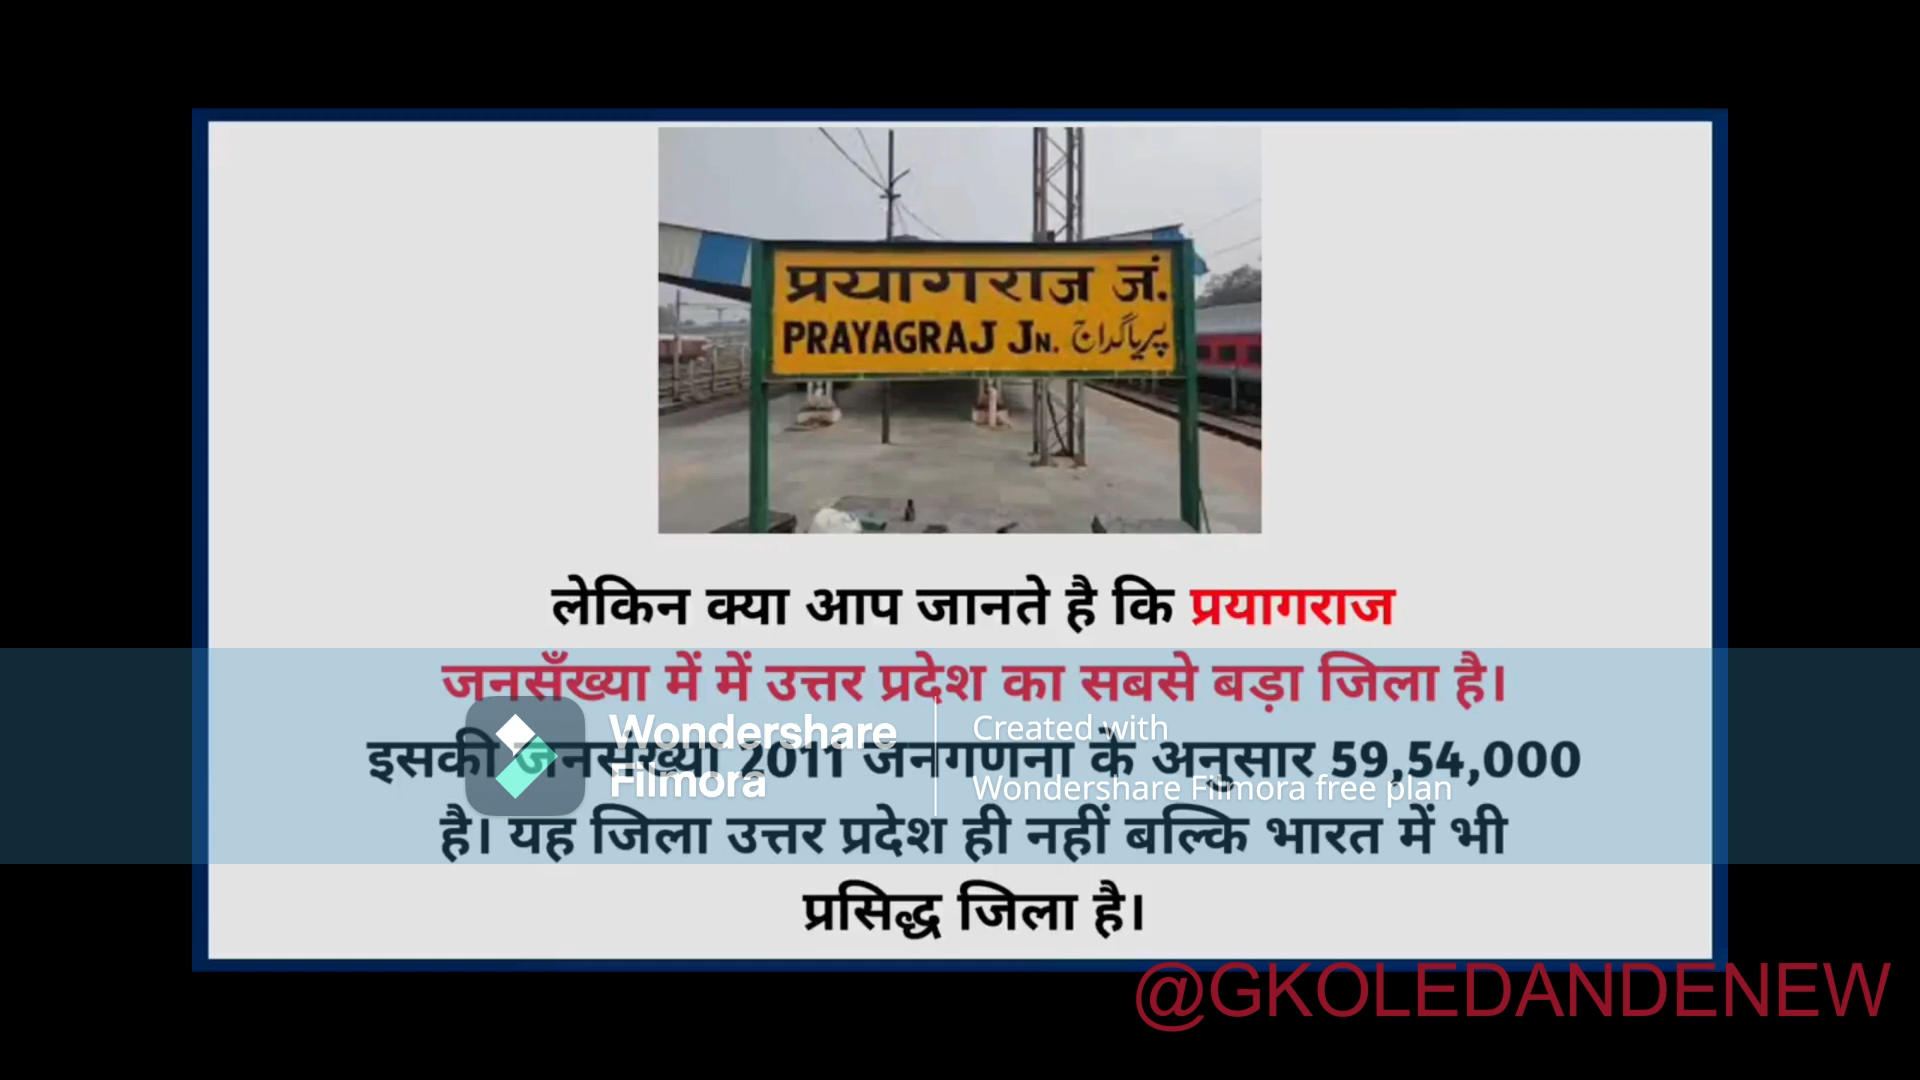 प्रयागराज जं.
PRAYAGRAJ JN. پریاگراج
लेकिन क्या आप जानते है कि प्रयागराज
जनसँख्या में में उत्तर प्रदेश का सबसे बड़ा जिला है।
इसकी जनसंख्या 2011 जनगणना के अनुसार 59,54,000
है। यह जिला उत्तर प्रदेश ही नहीं बल्कि भारत में भी
प्रसिद्ध जिला है।
Wondershare
Filmora
Created with
Wondershare Filmora free plan
@GKOLEDANDENEW